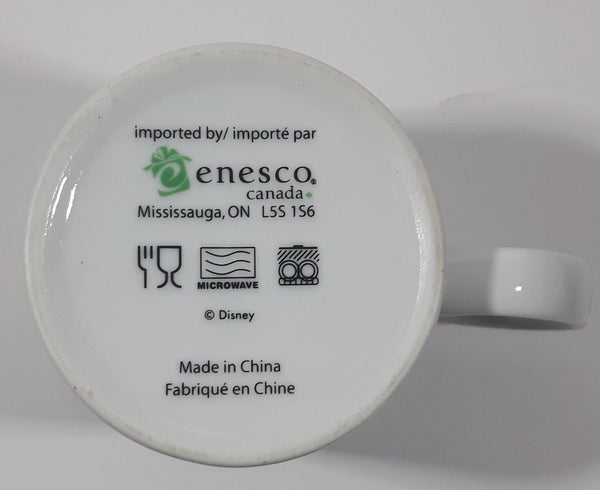 imported by/ importé par
enesco®
canada
Mississauga, ON L5S 1S6
MICROWAVE
© Disney
Made in China
Fabriqué en Chine